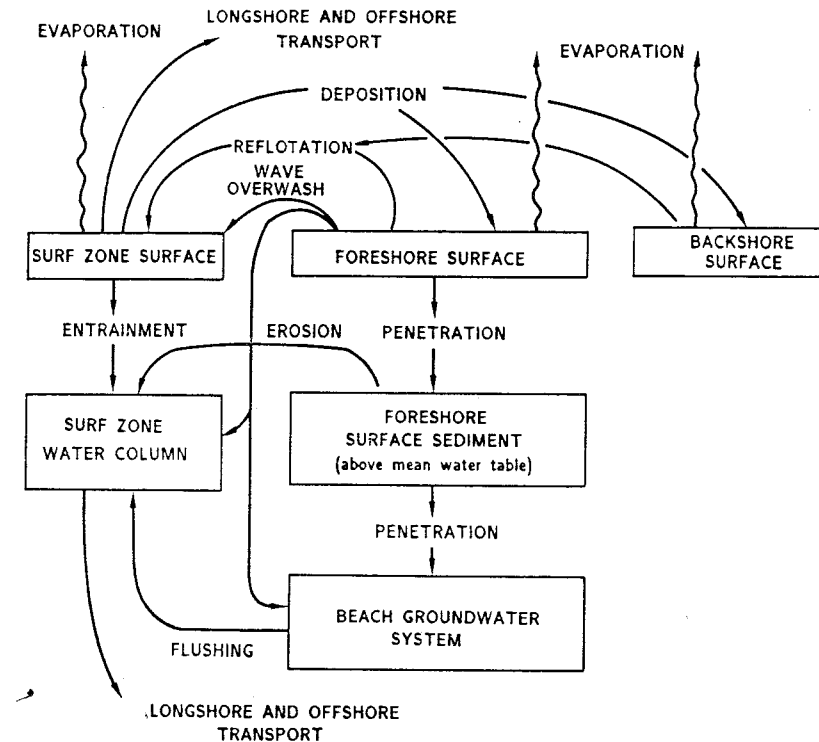 LONGSHORE AND OFFSHORE
TRANSPORT
EVAPORATION
EVAPORATION
DEPOSITION
REFLOTATION
WAVE
OVERWASH
SURF ZONE SURFACE
FORESHORE SURFACE
BACKSHORE
SURFACE
ENTRAINMENT
EROSION
PENETRATION
SURF ZONE
WATER COLUMN
FORESHORE
SURFACE SEDIMENT
(above mean water table)
PENETRATION
BEACH GROUNDWATER
SYSTEM
FLUSHING
LONGSHORE AND OFFSHORE
TRANSPORT